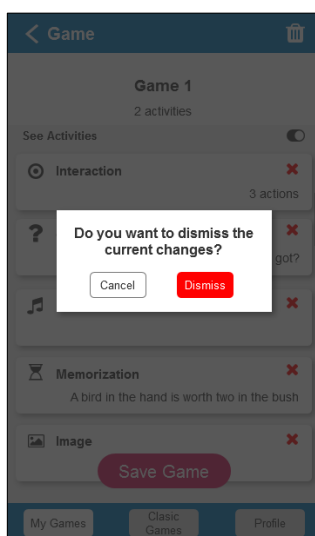 Game
Game 1
2 activities
See Activities
Interaction
3 actions
?
got?
Do you want to dismiss the
current changes?
Cancel
Dismiss
Memorization
A bird in the hand is worth two in the bush
Image
Save Game
My Games
Clasic
Games
Profile